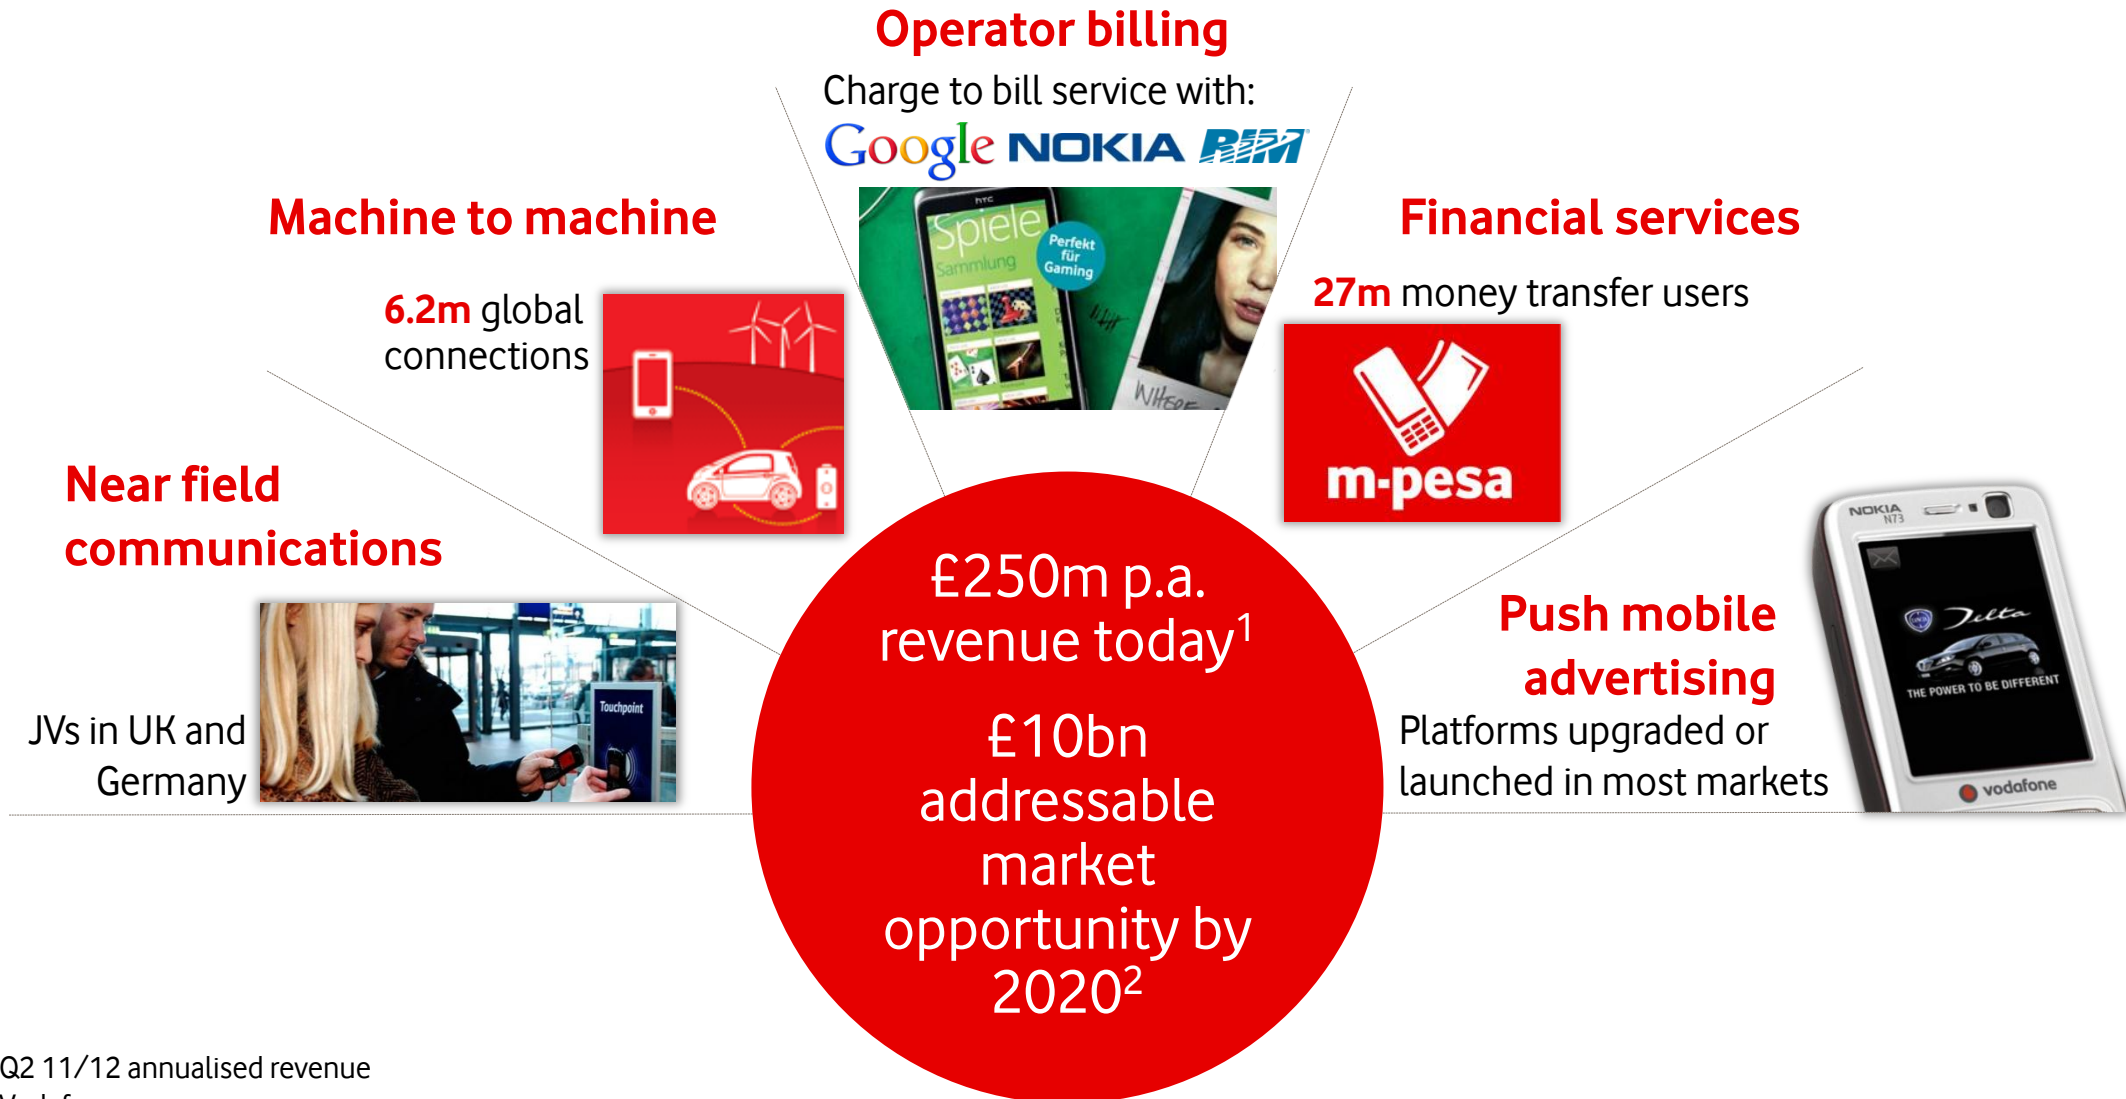 Operator billing
Charge to bill service with:
Google NOKIA RIM
Machine to machine
6.2m global
connections
htc
Spiele
Sammlung
Perfekt
für
Gaming
WHERE
Financial services
27m money transfer users
m-pesa
Near field
communications
JVs in UK and
Germany
Touchpoint
£250m p.a.
revenue today1
£10bn
addressable
market
opportunity by
20202
Push mobile
advertising
Platforms upgraded or
launched in most markets
NOKIA
N73
Delta
THE POWER TO BE DIFFERENT
vodafone
Q2 11/12 annualised revenue